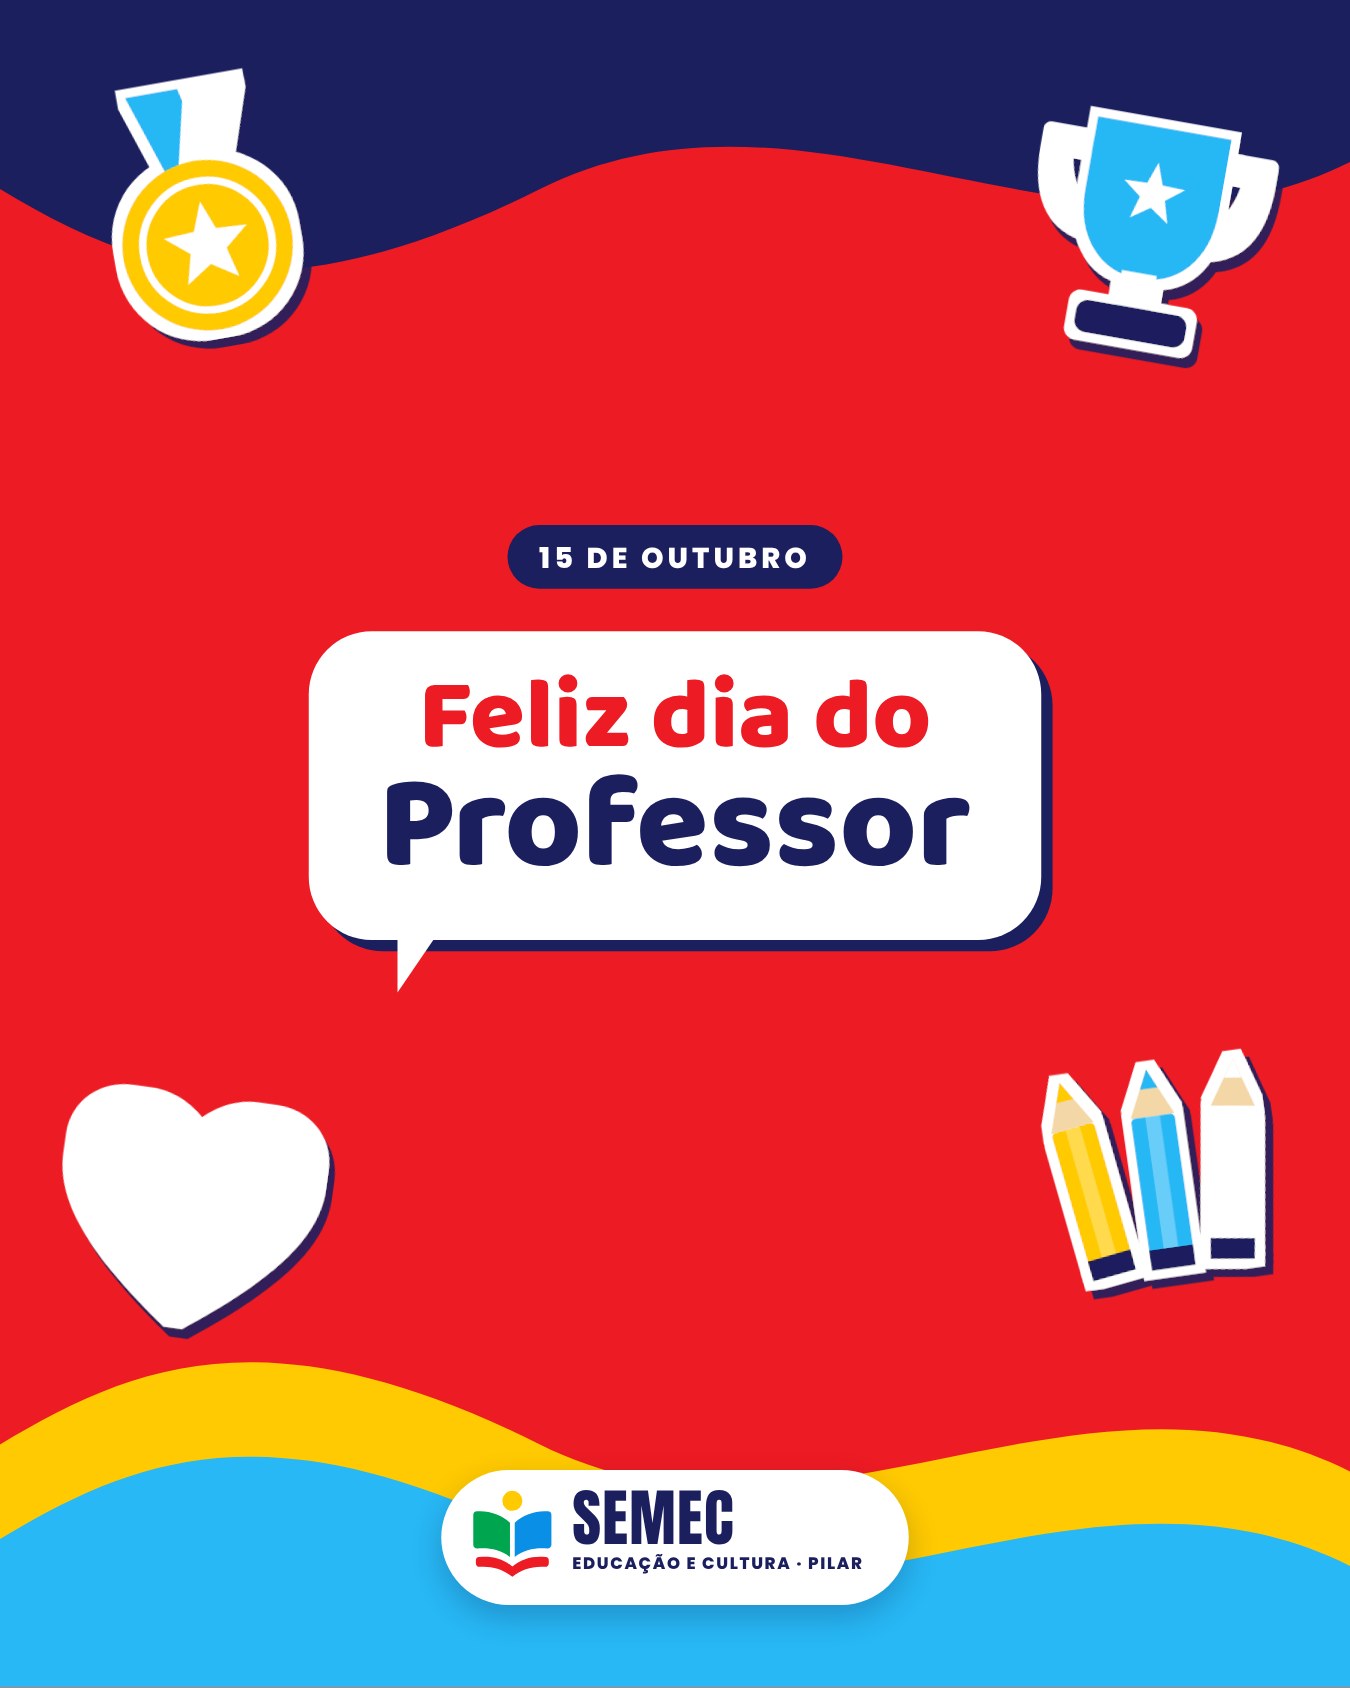 15 DE OUTUBRO
Feliz dia do
Professor
SEMEC
EDUCAÇÃO E CULTURA · PILAR